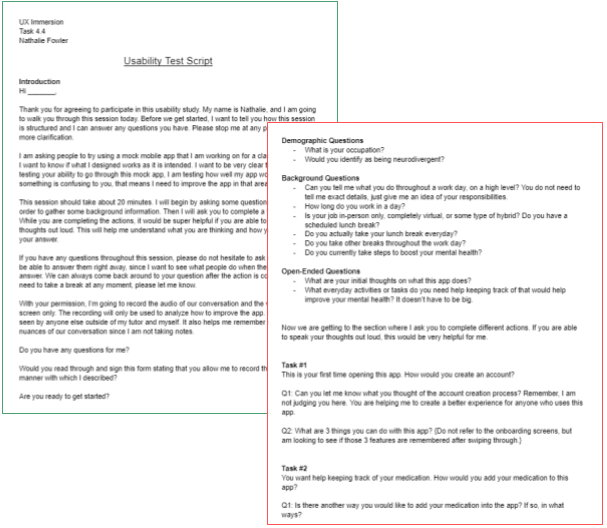 UX Immersion
Task 4.4
Nathalie Fowler
Usability Test Script
Introduction
Hi ______,
Thank you for agreeing to participate in this usability study. My name is Nathalie, and I am going
to walk you through this session today. Before we get started, I want to tell you how this session
is structured and I can answer any questions you have. Please stop me at any p
more clarification.
I am asking people to try using a mock mobile app that I am working on for a cla
I want to know if what I designed works as it is intended. I want to be very clear t
testing your ability to go through this mock app, I am testing how well my app wo
something is confusing to you, that means I need to improve the app in that area
This session should take about 20 minutes. I will begin by asking some question
order to gather some background information. Then I will ask you to complete a
While you are completing the actions, it would be super helpful if you are able to
thoughts out loud. This will help me understand what you are thinking and how y
your answer.
If you have any questions throughout this session, please do not hesitate to ask
be able to answer them right away, since I want to see what people do when the
answer. We can always come back around to your question after the action is co
need to take a break at any moment, please let me know.
With your permission, I'm going to record the audio of our conversation and the
screen only. The recording will only be used to analyze how to improve the app.
seen by anyone else outside of my tutor and myself. It also helps me remember
nuances of our conversation since I am not taking notes.
Do you have any questions for me?
Would you read through and sign this form stating that you allow me to record th
manner with which I described?
Are you ready to get started?
Demographic Questions
- What is your occupation?
- Would you identify as being neurodivergent?
Background Questions
- Can you tell me what you do throughout a work day, on a high level? You do not need to
tell me exact details, just give me an idea of your responsibilities.
- How long do you work in a day?
- Is your job in-person only, completely virtual, or some type of hybrid? Do you have a
scheduled lunch break?
- Do you actually take your lunch break everyday?
- Do you take other breaks throughout the work day?
- Do you currently take steps to boost your mental health?
Open-Ended Questions
- What are your initial thoughts on what this app does?
- What everyday activities or tasks do you need help keeping track of that would help
improve your mental health? It doesn't have to be big.
Now we are getting to the section where I ask you to complete different actions. If you are able
to speak your thoughts out loud, this would be very helpful for me.
Task #1
This is your first time opening this app. How would you create an account?
Q1: Can you let me know what you thought of the account creation process? Remember, I am
not judging you here. You are helping me to create a better experience for anyone who uses this
app.
Q2: What are 3 things you can do with this app? {Do not refer to the onboarding screens, but
am looking to see if those 3 features are remembered after swiping through.}
Task #2
You want help keeping track of your medication. How would you add your medication to this
app?
Q1: Is there another way you would like to add your medication into the app? If so, in what
ways?